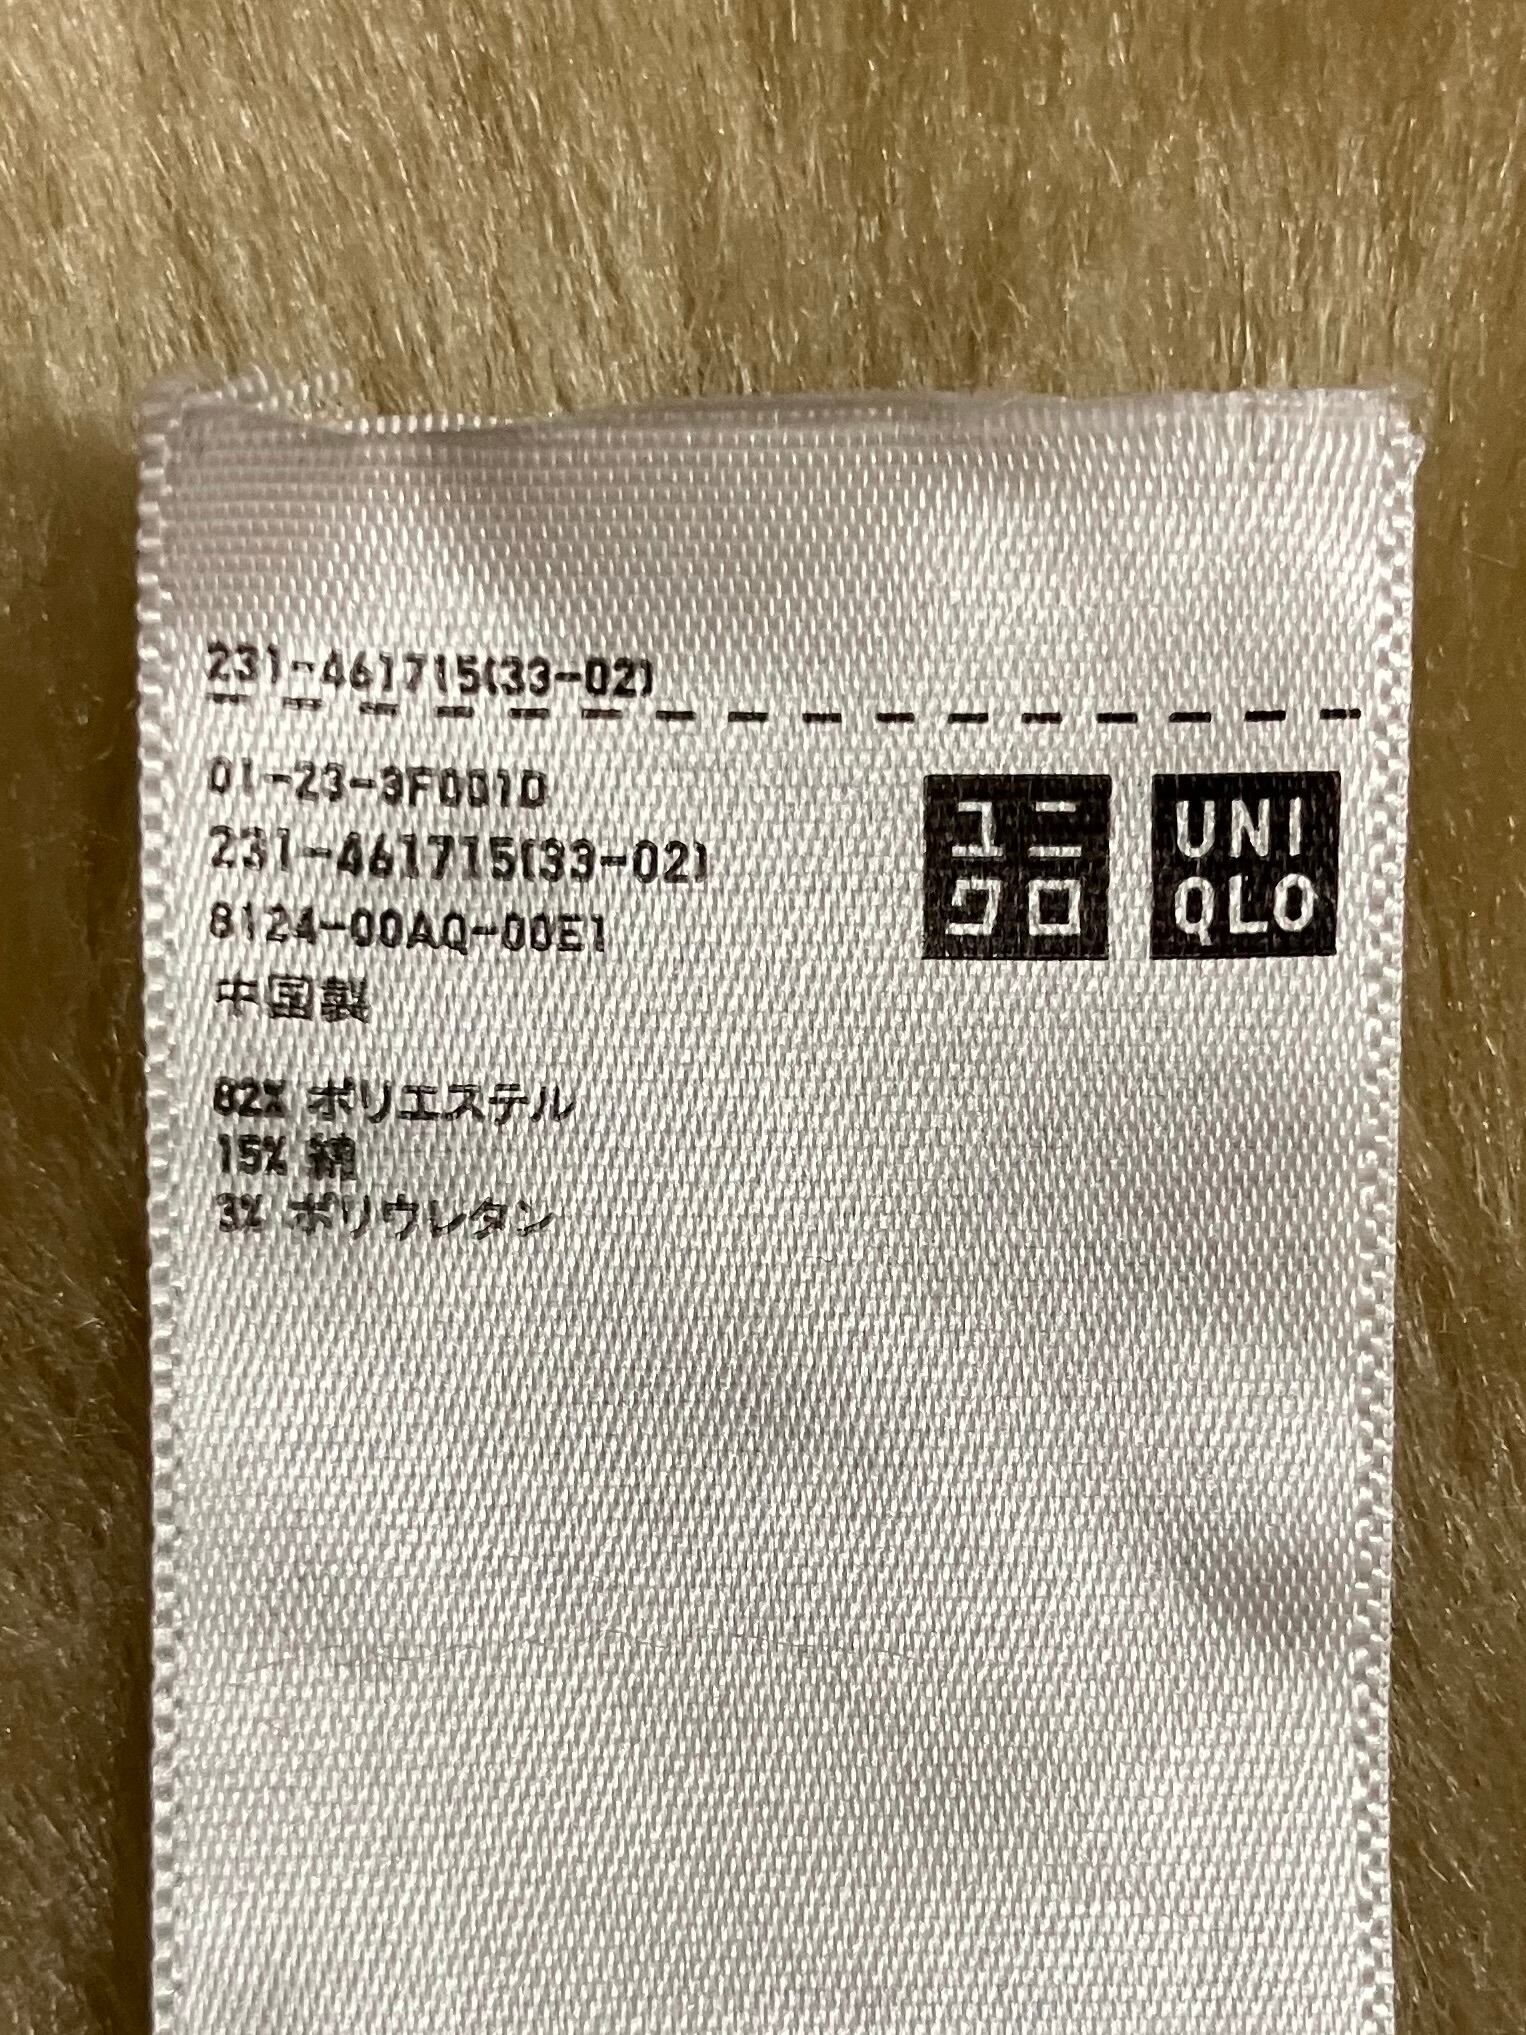 231-461715(33-02)
01-23-3F001D
231-461715(33-02)
8124-00AQ-00E1
中国製
82% ポリエステル
15% 綿
3% ポリウレタン
ユニ
クロ
UNI
QLO